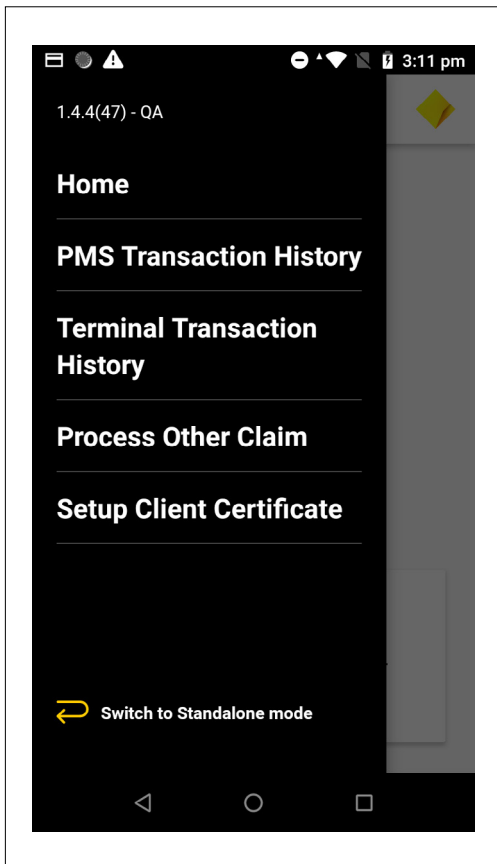 3:11 pm
1.4.4(47) - QA
Home
PMS Transaction History
Terminal Transaction
History
Process Other Claim
Setup Client Certificate
Switch to Standalone mode